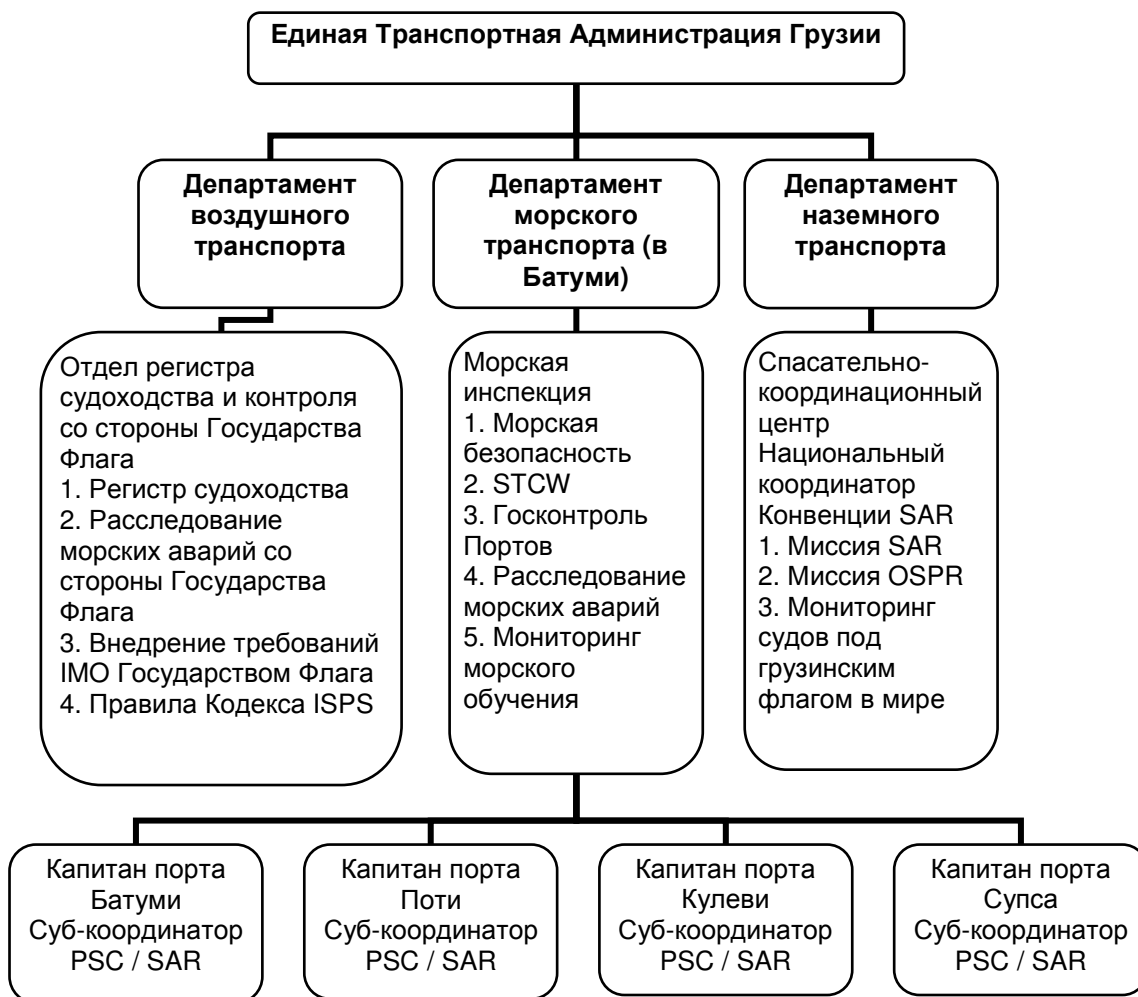 Единая Транспортная Администрация Грузии
Департамент
воздушного
транспорта
Департамент
морского
транспорта (в
Батуми)
Департамент
наземного
транспорта
Отдел регистра
судоходства и контроля
со стороны Государства
Флага
1. Регистр судоходства
2. Расследование
морских аварий со
стороны Государства
Флага
3. Внедрение требований
IMO Государством Флага
4. Правила Кодекса ISPS
Морская
инспекция
1. Морская
безопасность
2. STCW
3. Госконтроль
Портов
4. Расследование
морских аварий
5. Мониторинг
морского
обучения
Спасательно-
координационный
центр
Национальный
координатор
Конвенции SAR
1. Миссия SAR
2. Миссия OSPR
3. Мониторинг
судов под
грузинским
флагом в мире
Капитан порта
Батуми
Суб-координатор
PSC / SAR
Капитан порта
Поти
Суб-координатор
PSC / SAR
Капитан порта
Кулеви
Суб-координатор
PSC / SAR
Капитан порта
Супса
Суб-координатор
PSC / SAR